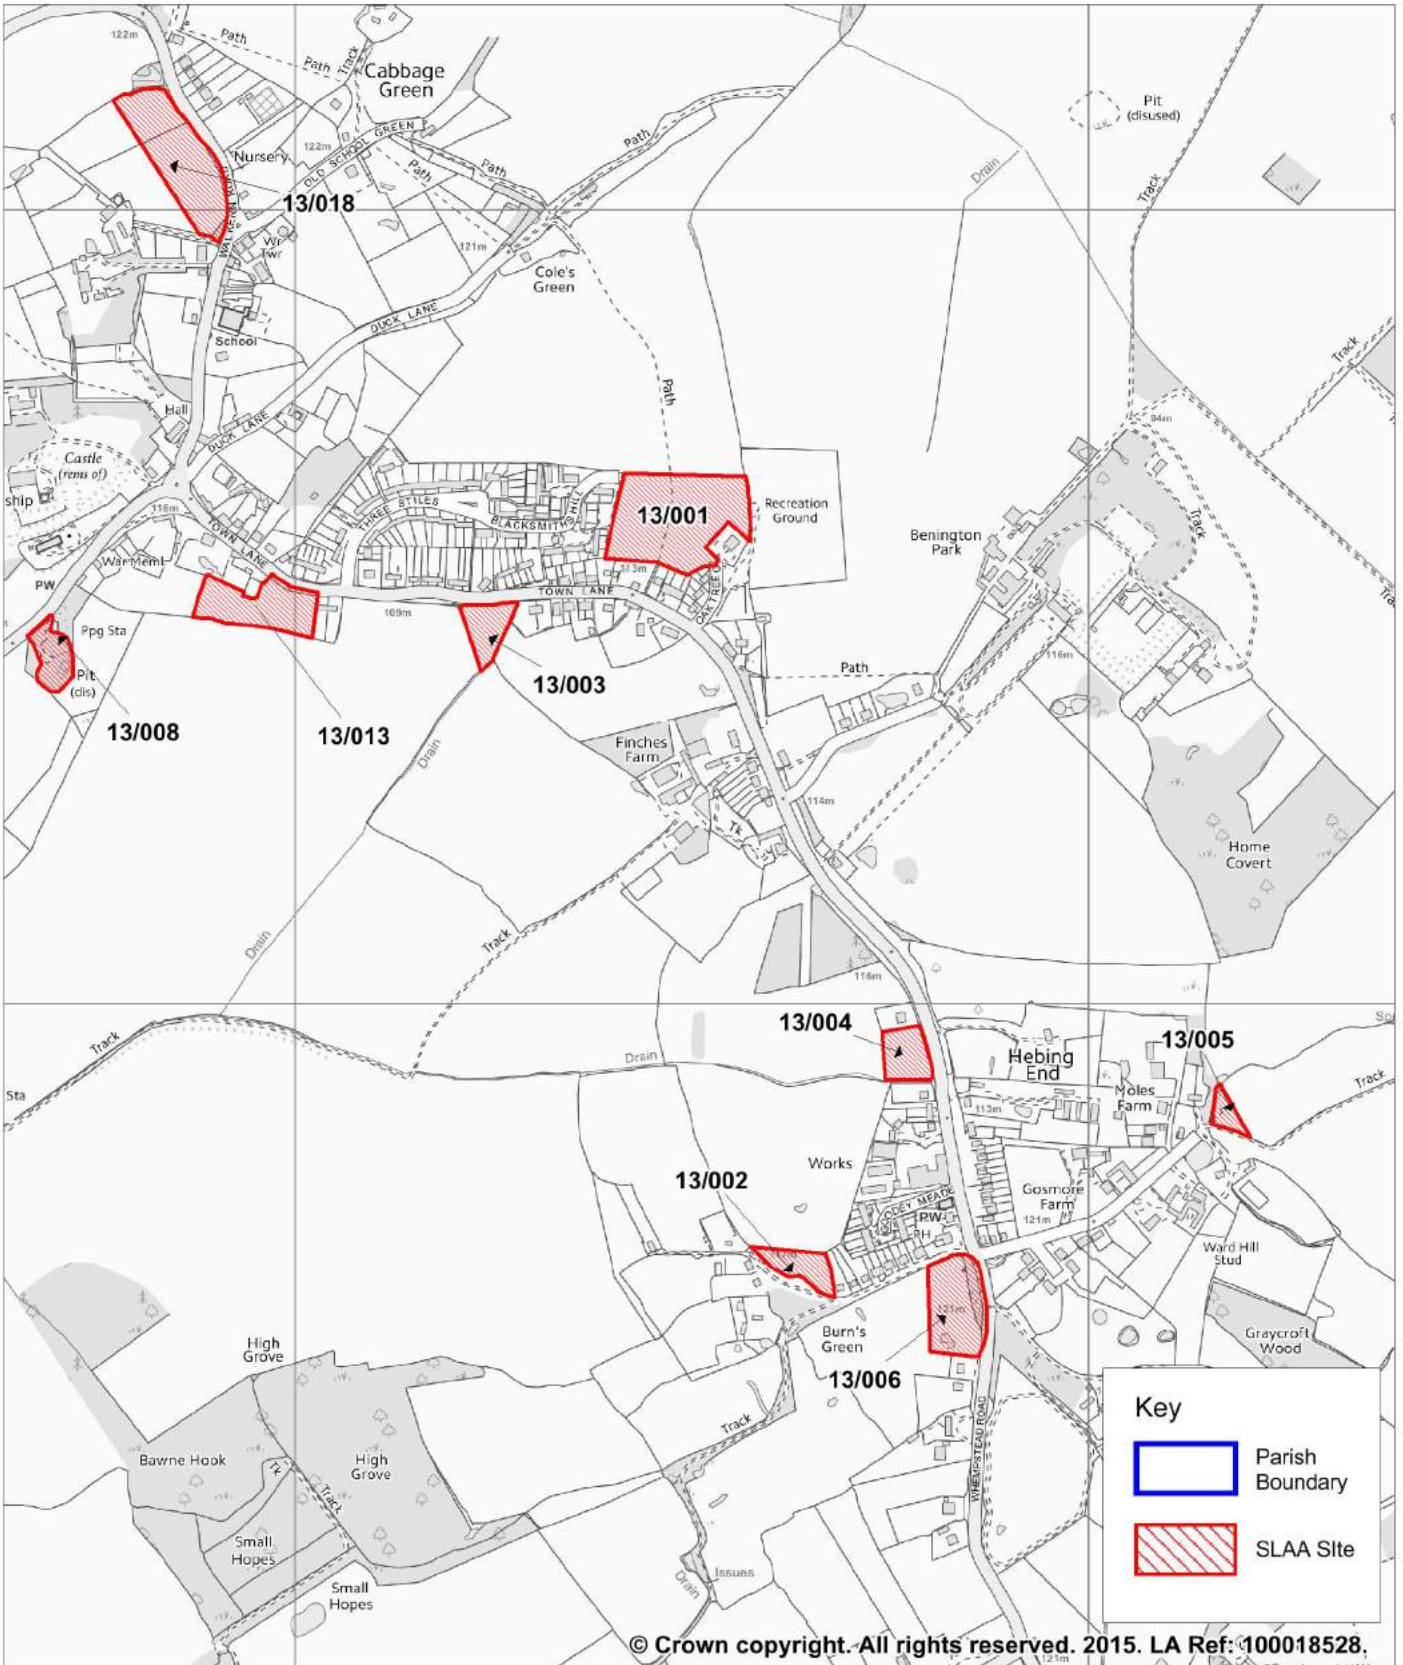 122m
Path
Path
Track
Cabbage
Green
Pit
(disused)
Nursery
122m
OLD SCHOOL GREEN
Path
Path
Path
Drain
Track
13/018
WALKERN ROAD
Wr
Twr
121m
Cole's
Green
DUCK LANE
School
Path
Track
Hall
DUCK LANE
94m
Castle
(rems of)
ship
THREE STILES
BLACKSMITHS HILL
13/001
Recreation
Ground
Track
116m
TOWN LANE
Benington
Park
War Meml
113m
PW
TOWN LANE
109m
Ppg Sta
116m
Pit
(dis)
Path
13/003
13/008
13/013
Drain
Finches
Farm
114m
Tk
Home
Covert
Drain
Track
116m
13/004
13/005
Track
Drain
Hebing
End
Sta
Moles
Farm
Track
113m
Works
13/002
Gosmore
Farm
121m
PW
PH
Ward Hill
Stud
121m
Burn's
Green
Graycroft
Wood
High
Grove
13/006
Track
WHEMPSTEAD ROAD
Bawne Hook
High
Grove
Tk
Track
Small
Hopes
Small
Hopes
Drain
Issues
Key
Parish
Boundary
SLAA SIte
© Crown copyright. All rights reserved. 2015. LA Ref: 100018528.
121m